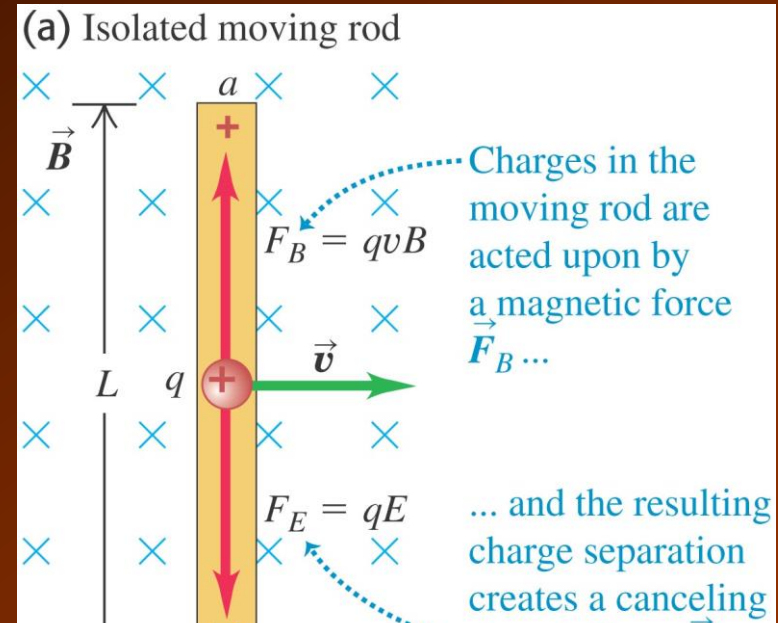 (a) Isolated moving rod
a
B
+
Charges in the
moving rod are
F_B = qvB
acted upon by
a magnetic force
F_B ...
v
L
q
+
F_E = qE
... and the resulting
charge separation
creates a canceling